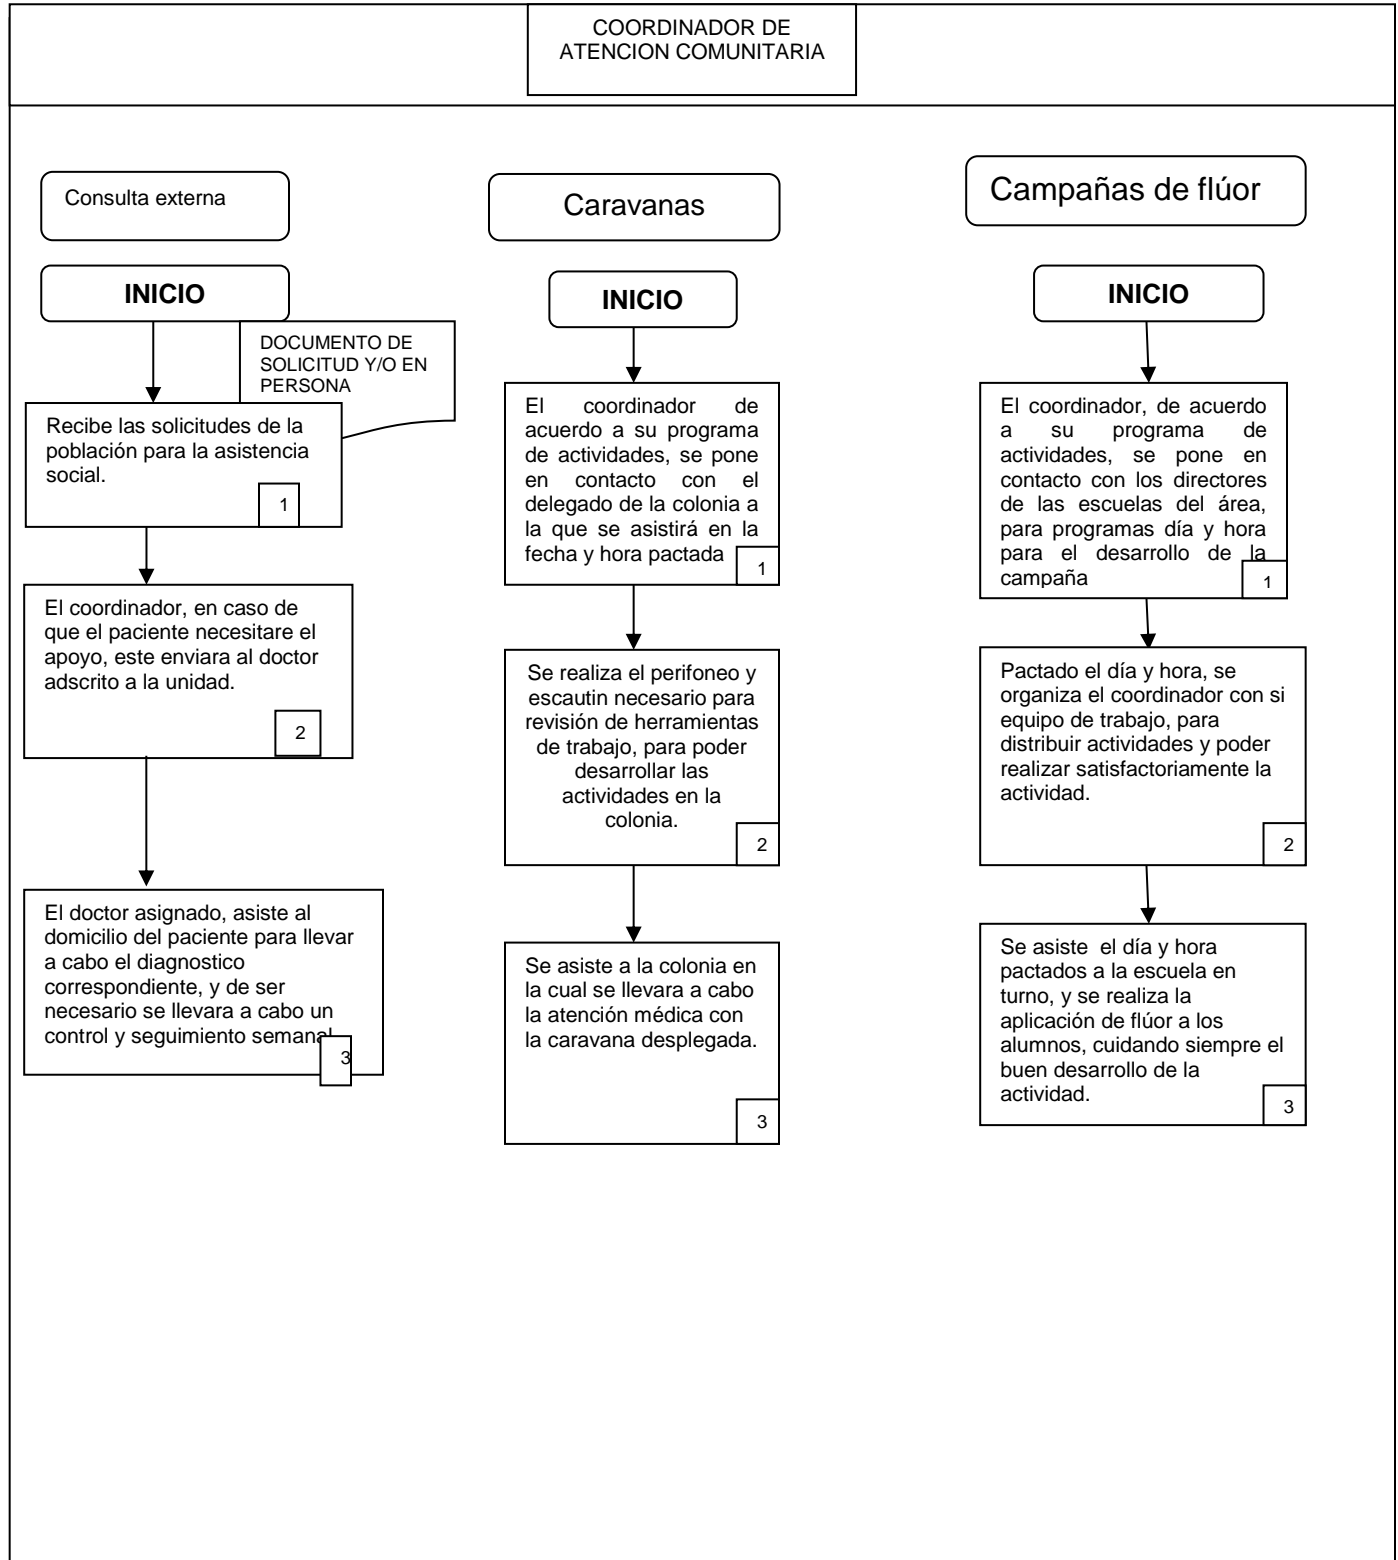 COORDINADOR DE
ATENCION COMUNITARIA
Consulta externa
INICIO
DOCUMENTO DE
SOLICITUD Y/O EN
PERSONA
Recibe las solicitudes de la
población para la asistencia
social.
1
El coordinador, en caso de
que el paciente necesitare el
apoyo, este enviara al doctor
adscrito a la unidad.
2
El doctor asignado, asiste al
domicilio del paciente para llevar
a cabo el diagnostico
correspondiente, y de ser
necesario se llevara a cabo un
control y seguimiento semanal
3
Caravanas
INICIO
El coordinador de
acuerdo a su programa
de actividades, se pone
en contacto con el
delegado de la colonia a
la que se asistirá en la
fecha y hora pactada
1
Se realiza el perifoneo y
escautin necesario para
revisión de herramientas
de trabajo, para poder
desarrollar las
actividades en la
colonia.
2
Se asiste a la colonia en
la cual se llevara a cabo
la atención médica con
la caravana desplegada.
3
Campañas de flúor
INICIO
El coordinador, de acuerdo
a su programa de
actividades, se pone en
contacto con los directores
de las escuelas del área,
para programas día y hora
para el desarrollo de la
campaña
1
Pactado el día y hora, se
organiza el coordinador con si
equipo de trabajo, para
distribuir actividades y poder
realizar satisfactoriamente la
actividad.
2
Se asiste el día y hora
pactados a la escuela en
turno, y se realiza la
aplicación de flúor a los
alumnos, cuidando siempre el
buen desarrollo de la
actividad.
3